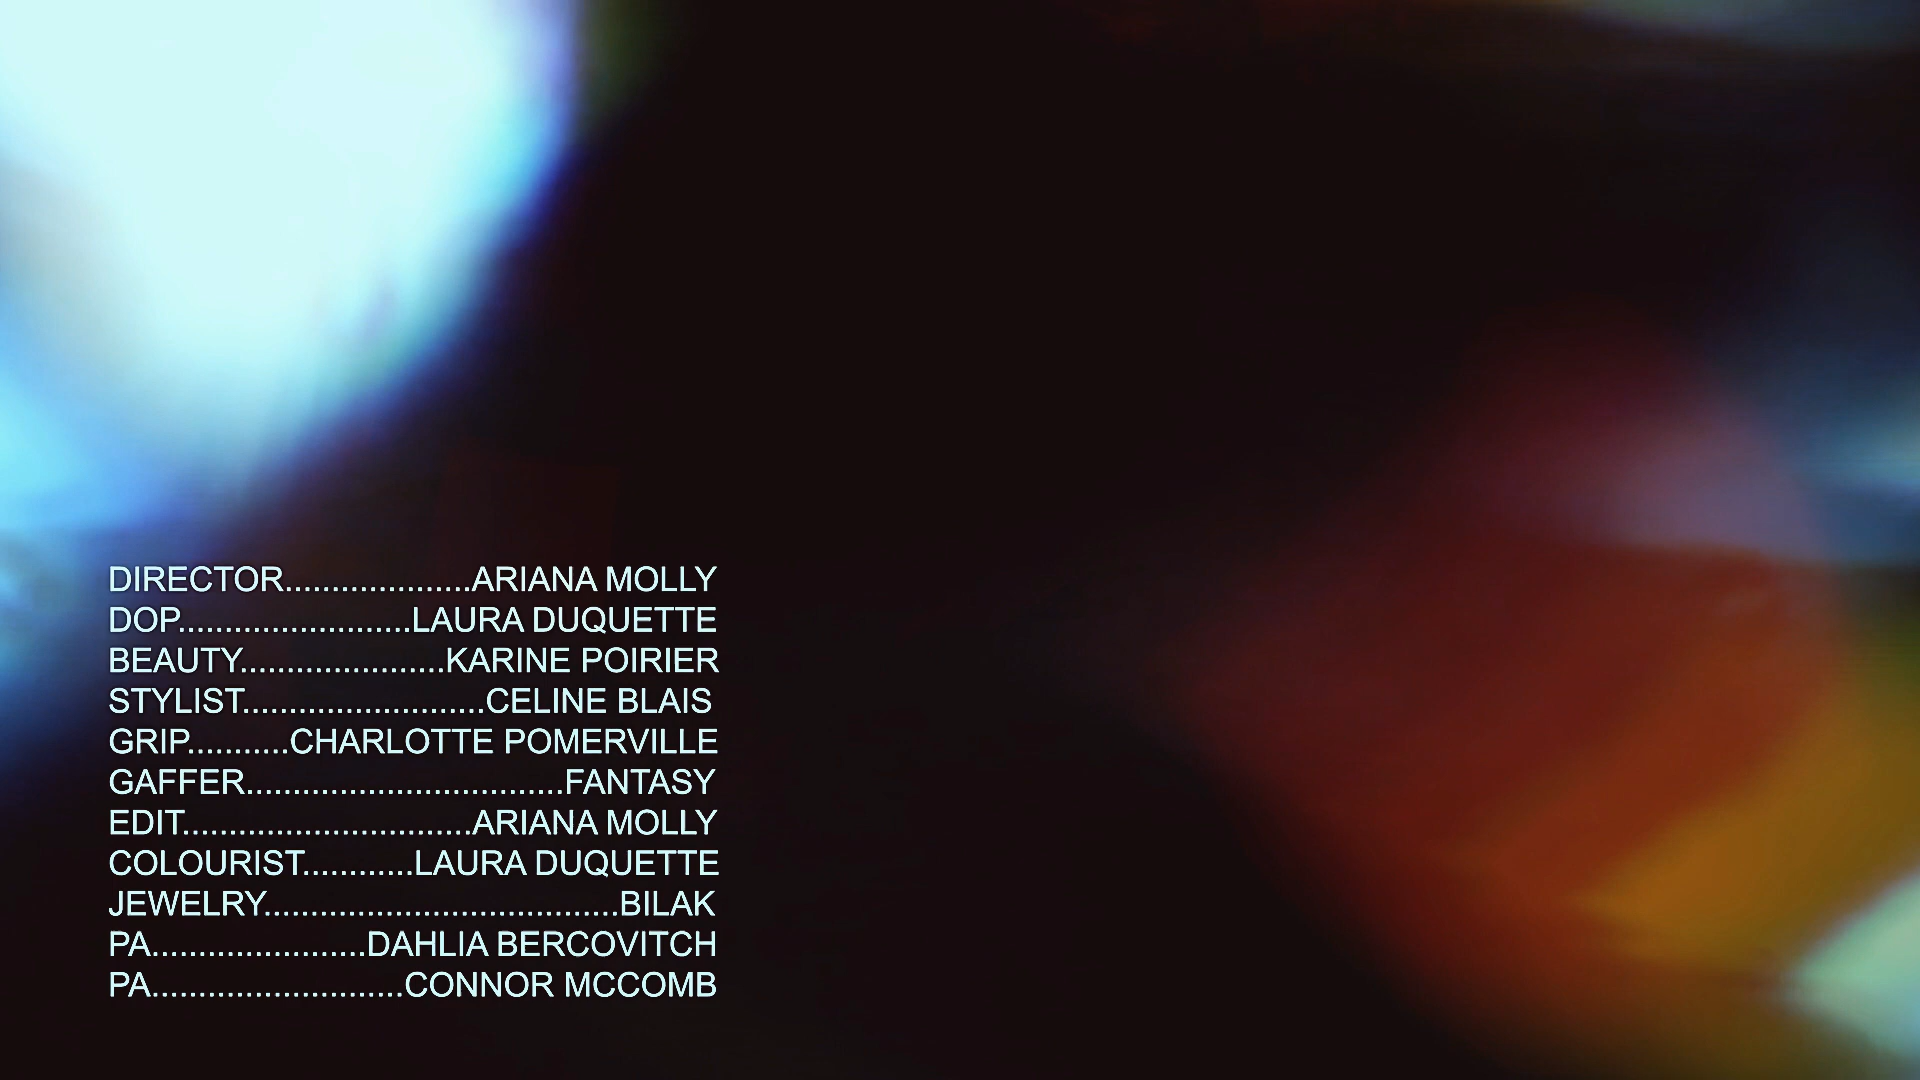 DIRECTOR....................ARIANA MOLLY
DOP.........................LAURA DUQUETTE
BEAUTY......................KARINE POIRIER
STYLIST..........................CELINE BLAIS
GRIP...........CHARLOTTE POMERVILLE
GAFFER..................................FANTASY
EDIT...............................ARIANA MOLLY
COLOURIST............LAURA DUQUETTE
JEWELRY......................................BILAK
PA.......................DAHLIA BERCOVITCH
PA...........................CONNOR MCCOMB